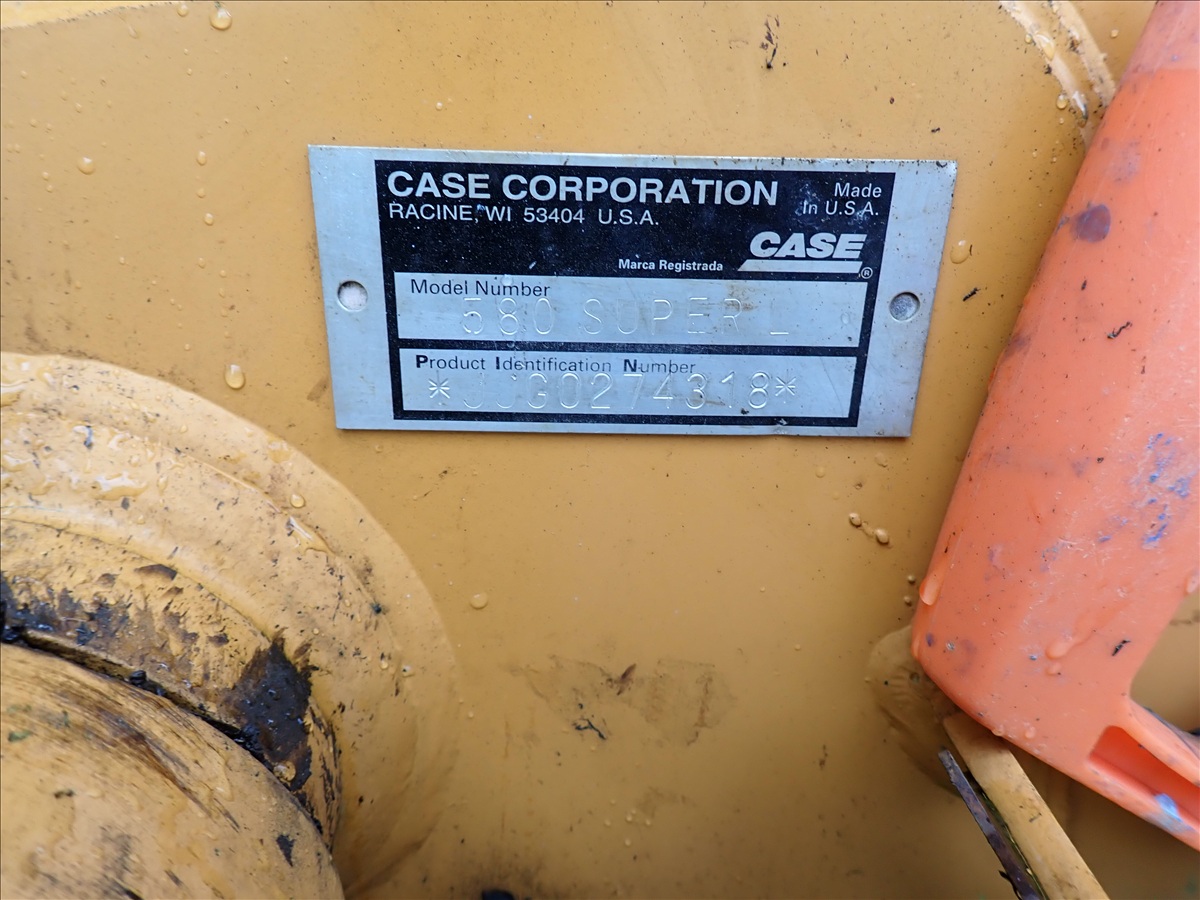 CASE CORPORATION
Made
In U.S.A.
RACINE, WI 53404 U.S.A.
CASE
Marca Registrada
®
Model Number
580 SUPER L
Product Identification Number
*JJG0274318*